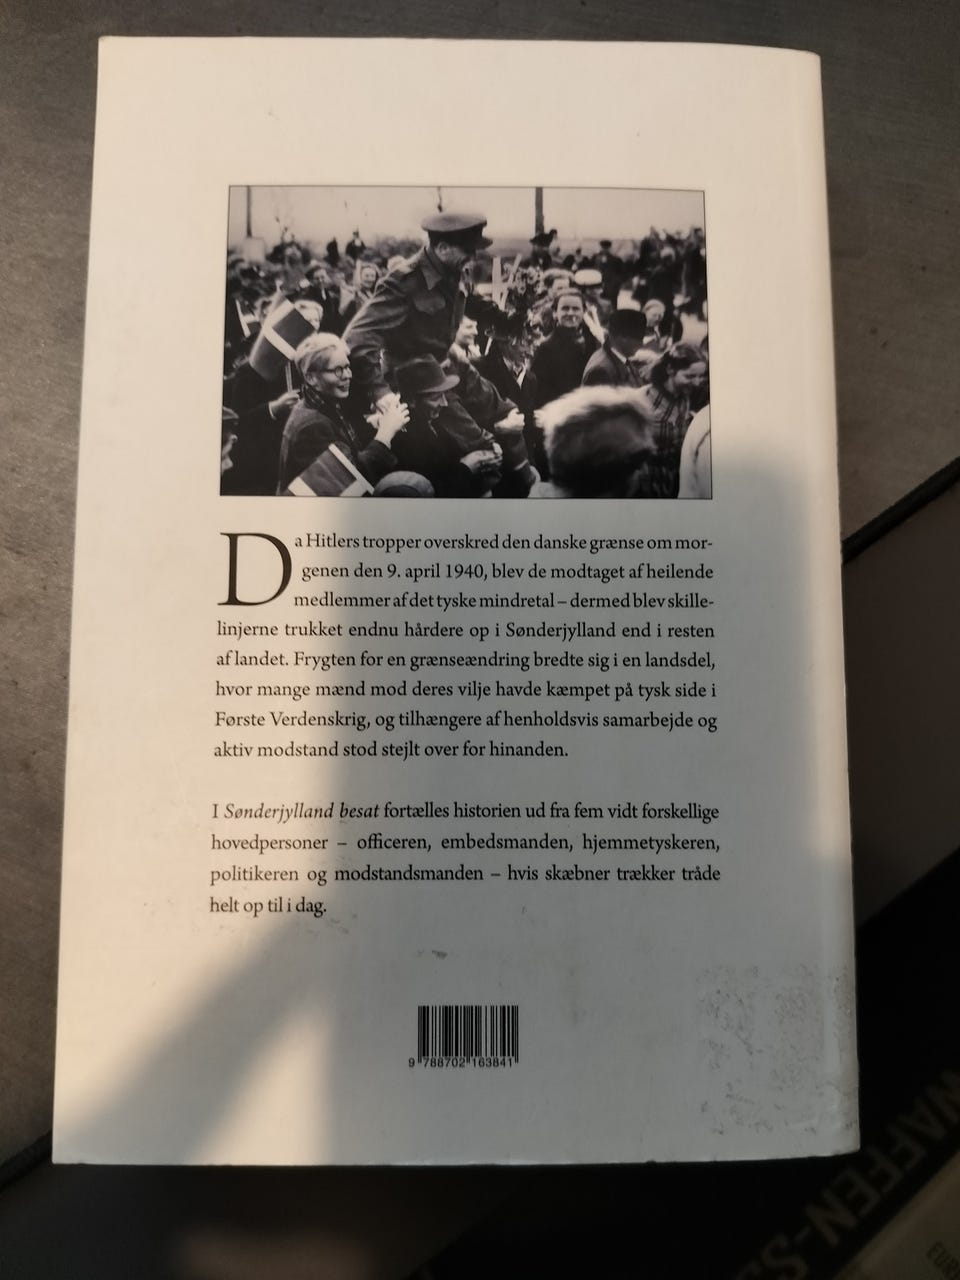 Da Hitlers tropper overskred den danske grænse om mor-
genen den 9. april 1940, blev de modtaget af heilende
medlemmer af det tyske mindretal – dermed blev skille-
linjerne trukket endnu hårdere op i Sønderjylland end i resten
af landet. Frygten for en grænseændring bredte sig i en landsdel,
hvor mange mænd mod deres vilje havde kæmpet på tysk side i
Første Verdenskrig, og tilhængere af henholdsvis samarbejde og
aktiv modstand stod stejlt over for hinanden.
I Sønderjylland besat fortælles historien ud fra fem vidt forskellige
hovedpersoner – officeren, embedsmanden, hjemmetyskeren,
politikeren og modstandsmanden – hvis skæbner trækker tråde
helt op til i dag.
9 788702 163841
WAFFEN-SS